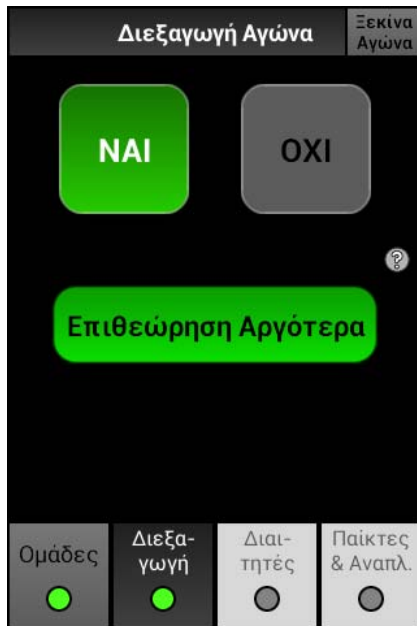 Διεξαγωγή Αγώνα
Ξεκίνα
Αγώνα
ΝΑΙ
ΟΧΙ
?
Επιθεώρηση Αργότερα
Ομάδες
Διεξα-
γωγή
Διαι-
τητές
Παίκτες
& Αναπλ.